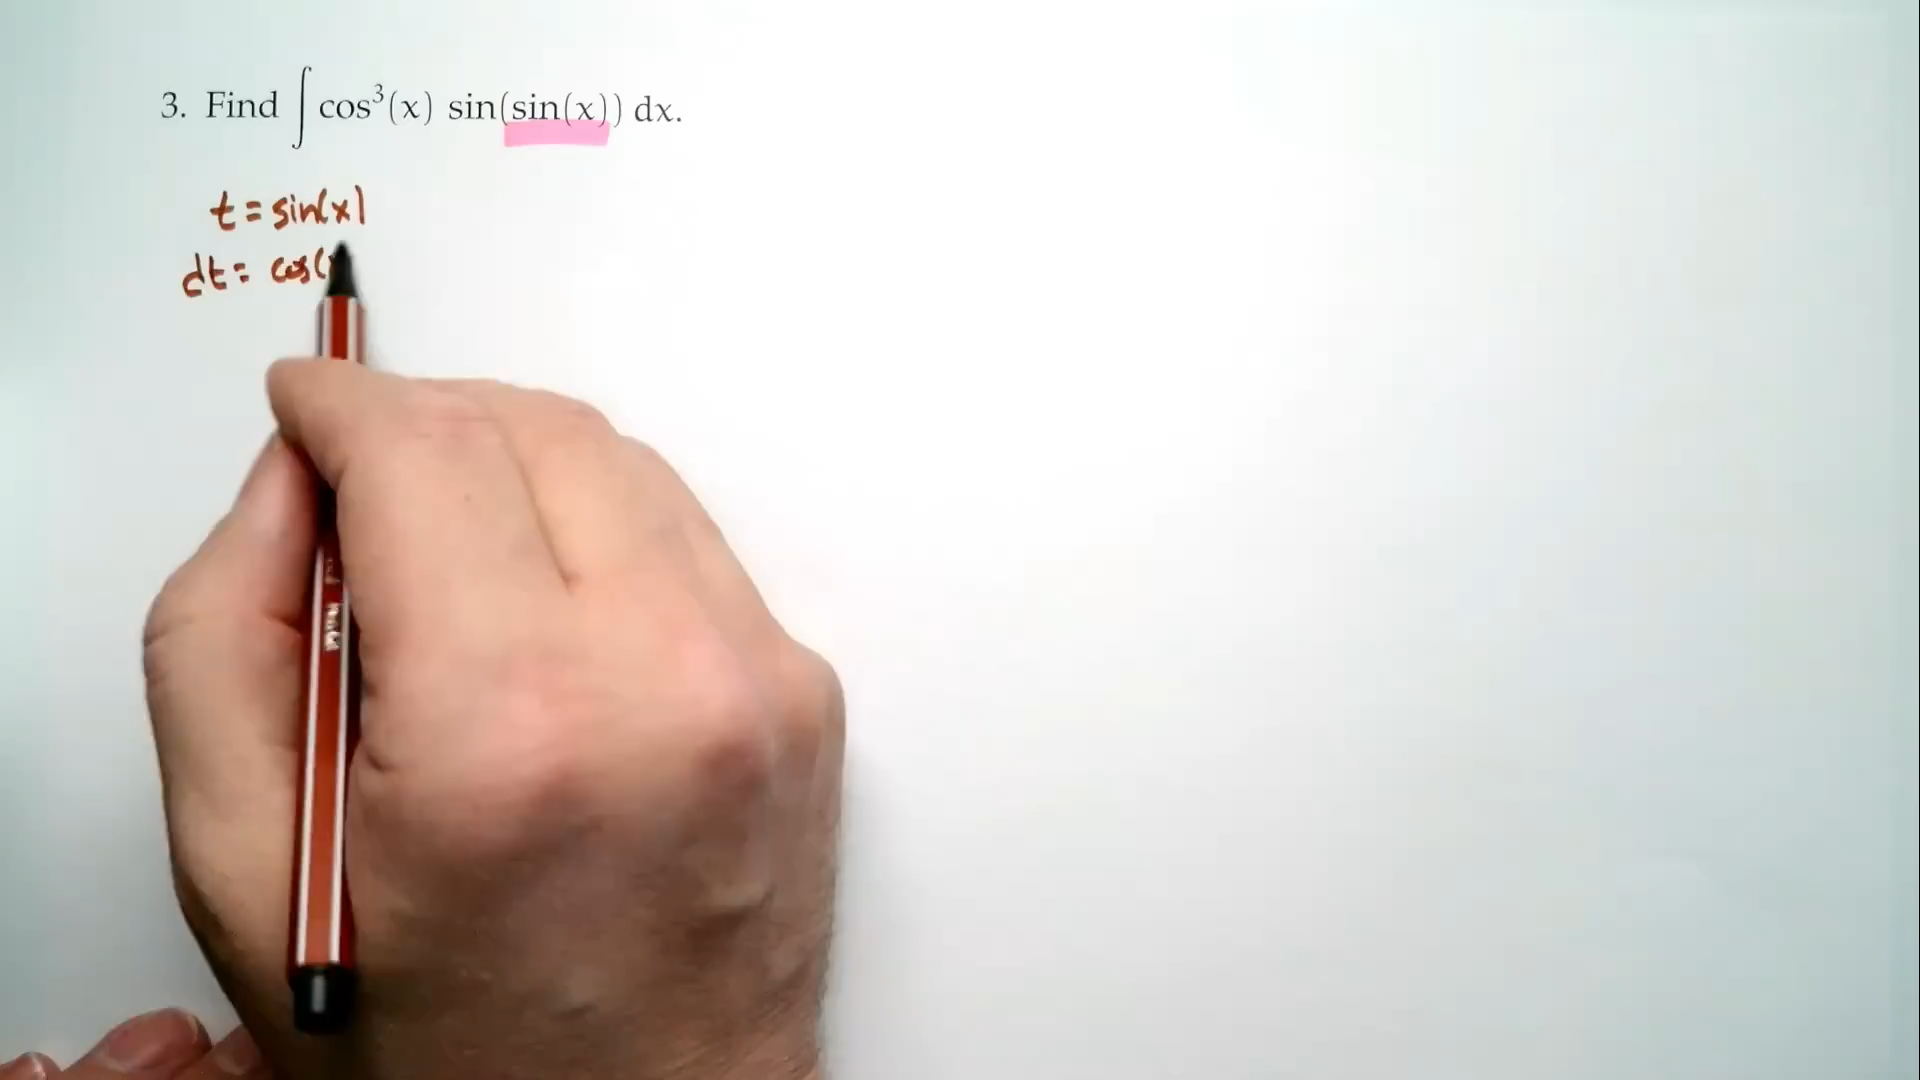 3. Find ∫ cos³(x) sin(sin(x)) dx.
t = sin(x)
dt = cos(